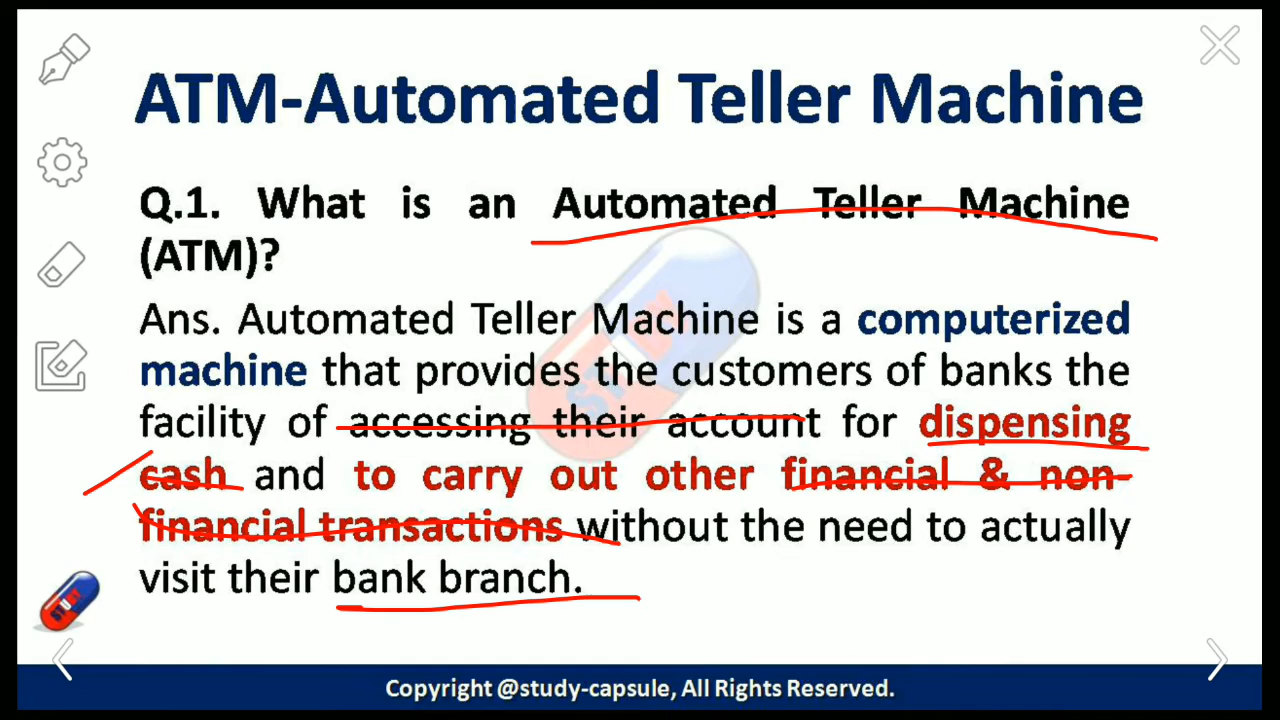 ATM-Automated Teller Machine
Q.1. What is an Automated Teller Machine
(ATM)?
Ans. Automated Teller Machine is a computerized
machine that provides the customers of banks the
facility of accessing their account for dispensing
cash and to carry out other financial & non-
financial transactions without the need to actually
visit their bank branch.
STUDY
STUDY
Copyright @study-capsule, All Rights Reserved.